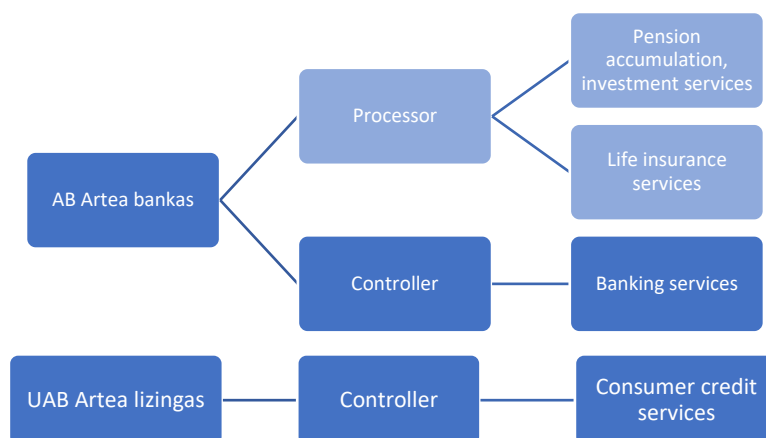 Pension
accumulation,
investment services
Processor
Life insurance
services
AB Artea bankas
Controller
Banking services
UAB Artea lizingas
Controller
Consumer credit
services